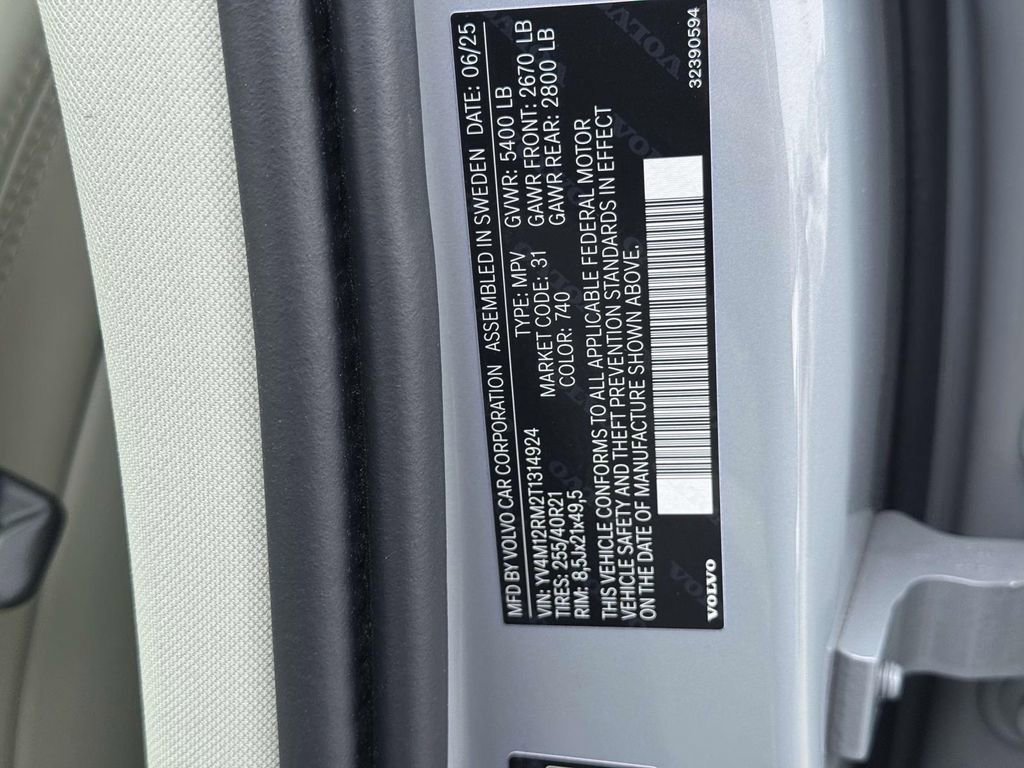 MFD BY VOLVO CAR CORPORATION ASSEMBLED IN SWEDEN DATE: 06/25
VIN: YV4M12RM2T1314924 TYPE: MPV GVWR: 5400 LB
TIRES: 255/40R21 MARKET CODE: 31 GAWR FRONT: 2670 LB
RIM: 8,5Jx21x49,5 COLOR: 740 GAWR REAR: 2800 LB
THIS VEHICLE CONFORMS TO ALL APPLICABLE FEDERAL MOTOR
VEHICLE SAFETY AND THEFT PREVENTION STANDARDS IN EFFECT
ON THE DATE OF MANUFACTURE SHOWN ABOVE.
VOLVO 32390594